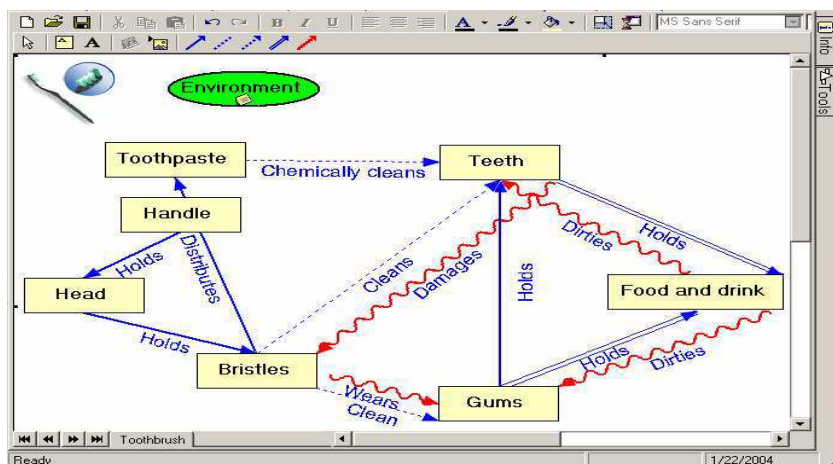 B I U
A
MS Sans Serif
A
Info
Tools
Environment
Toothpaste
Chemically cleans
Teeth
Handle
Holds
Distributes
Head
Holds
Bristles
Cleans
Damages
Holds
Dirties
Holds
Food and drink
Holds
Dirties
Wears
Clean
Gums
Toothbrush
Ready
1/22/2004